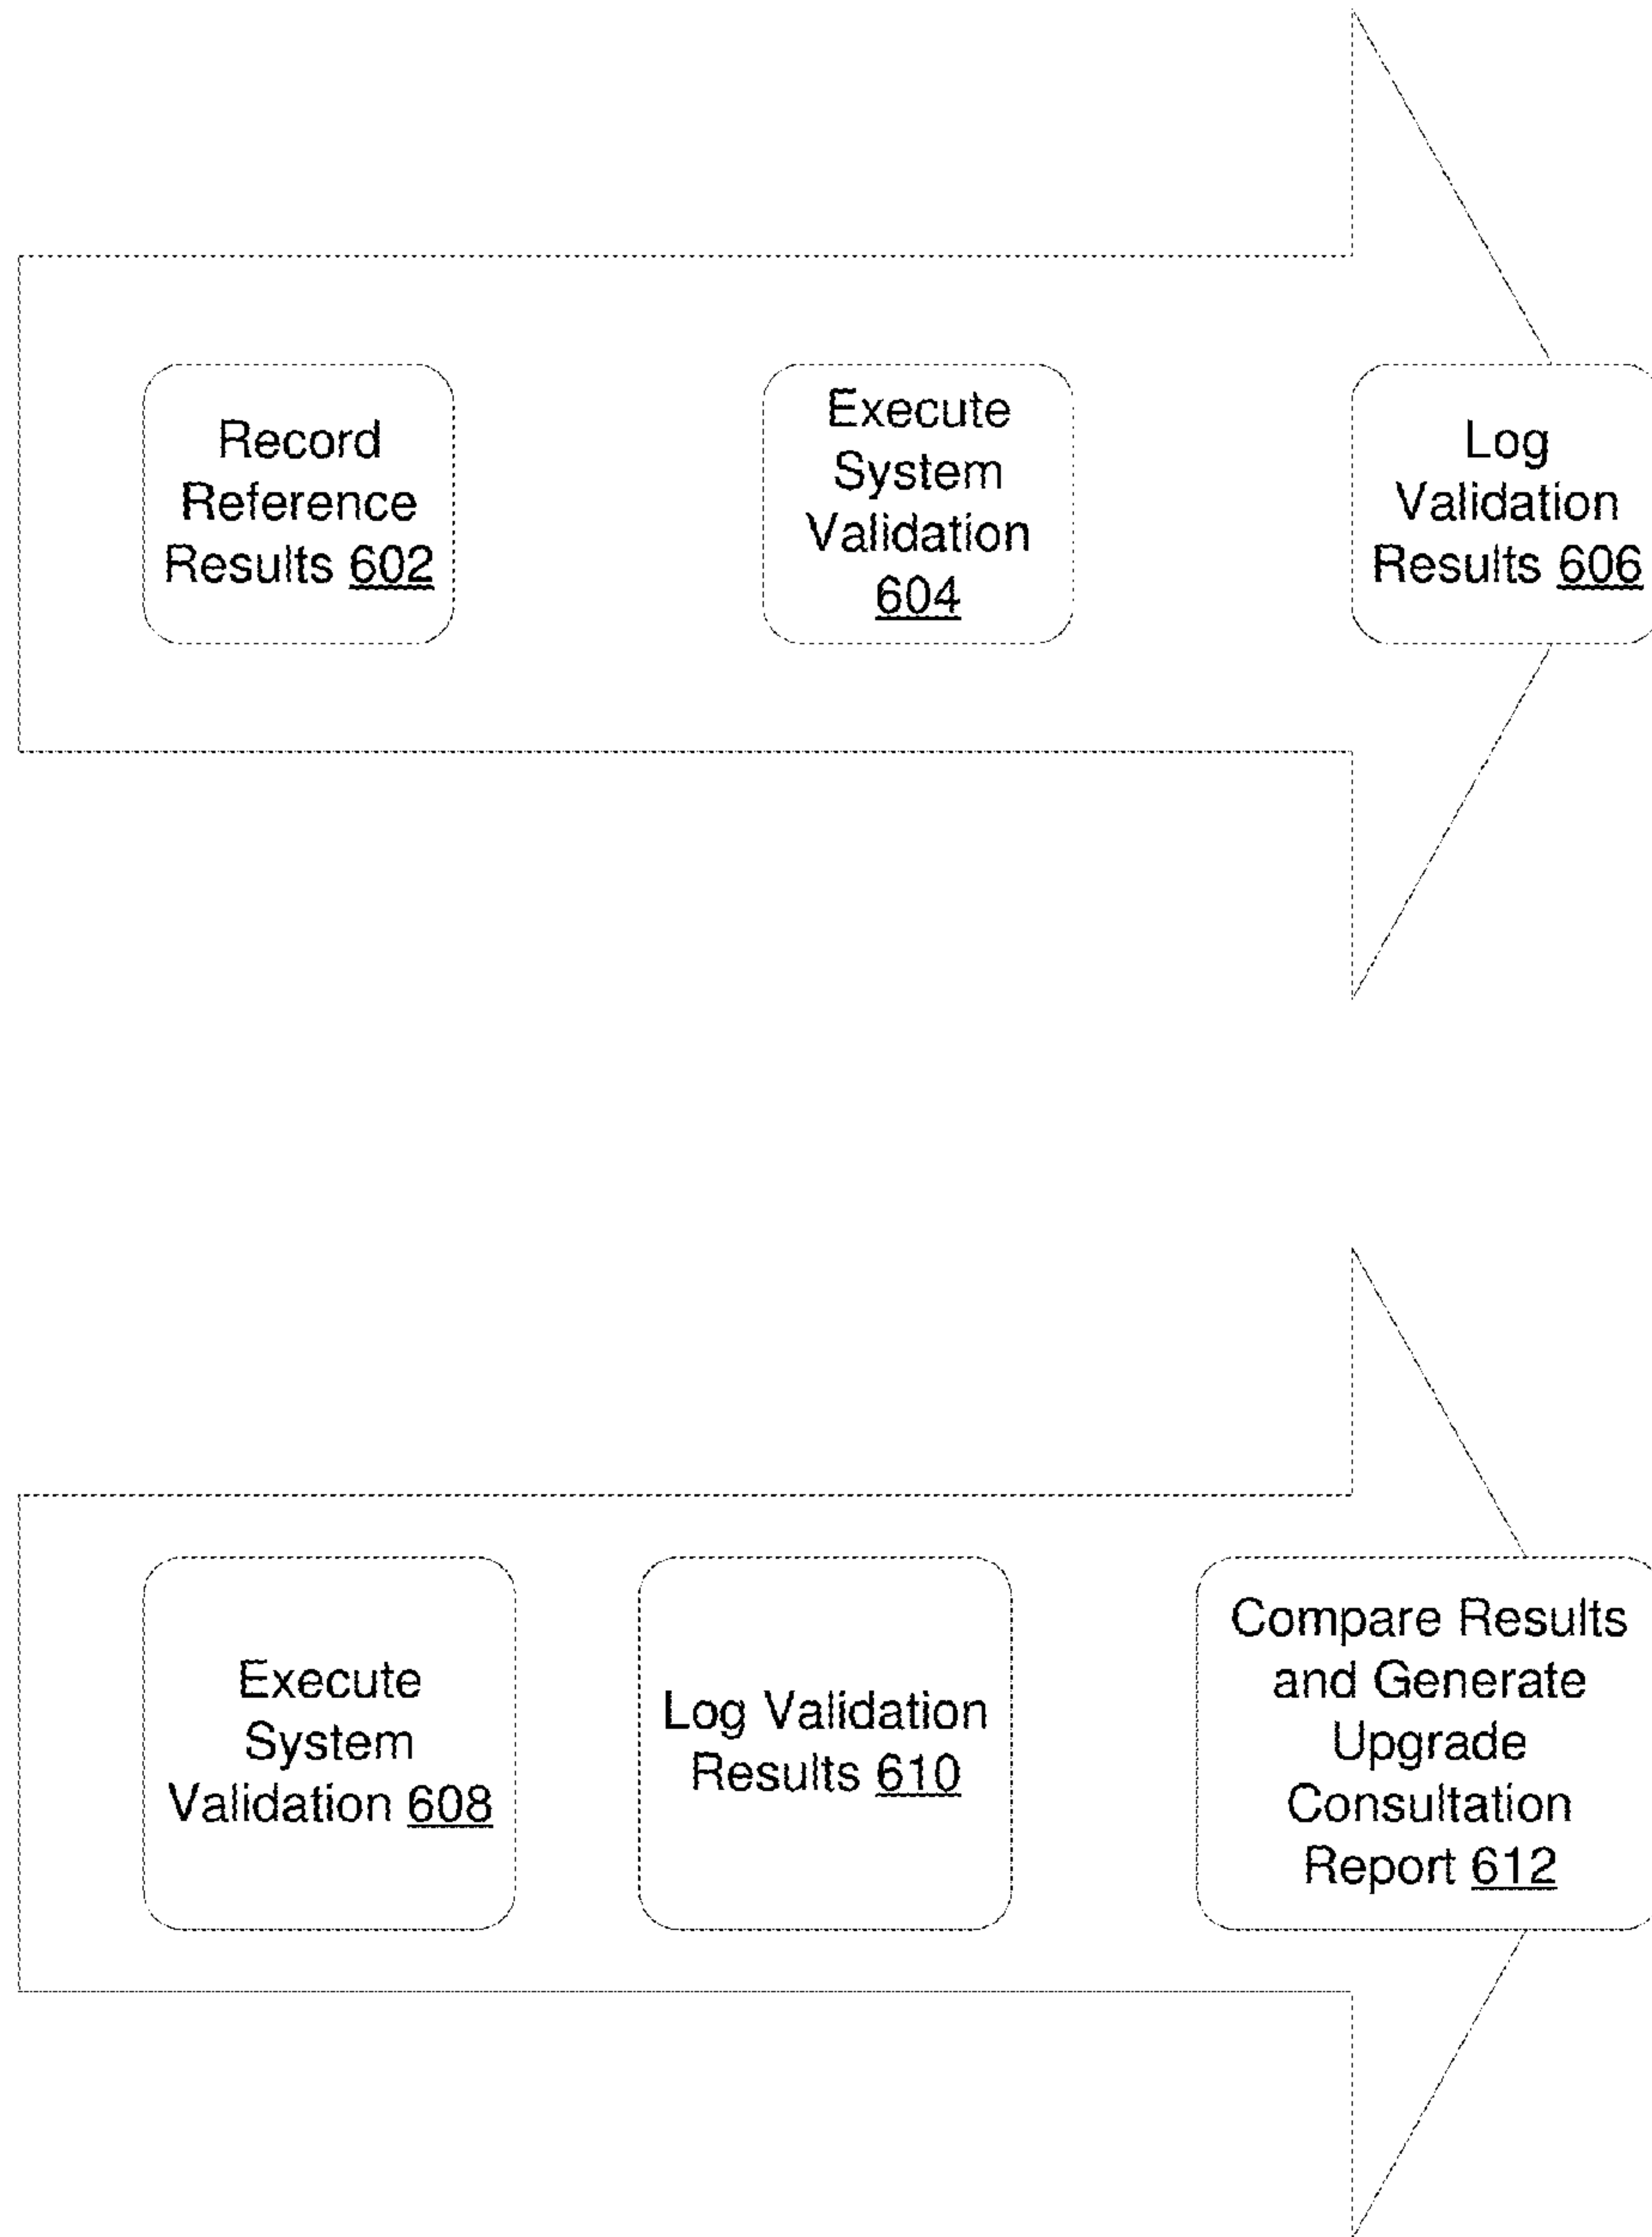 Record
Reference
Results 602
Execute
System
Validation
604
Log
Validation
Results 606
Execute
System
Validation 608
Log Validation
Results 610
Compare Results
and Generate
Upgrade
Consultation
Report 612